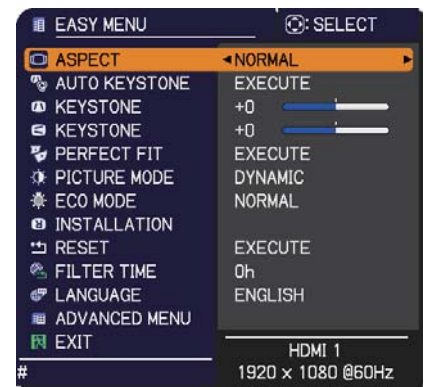 EASY MENU : SELECT
ASPECT NORMAL
AUTO KEYSTONE EXECUTE
KEYSTONE +0
KEYSTONE +0
PERFECT FIT EXECUTE
PICTURE MODE DYNAMIC
ECO MODE NORMAL
INSTALLATION
RESET EXECUTE
FILTER TIME 0h
LANGUAGE ENGLISH
ADVANCED MENU
EXIT
HDMI 1
# 1920 x 1080 @60Hz